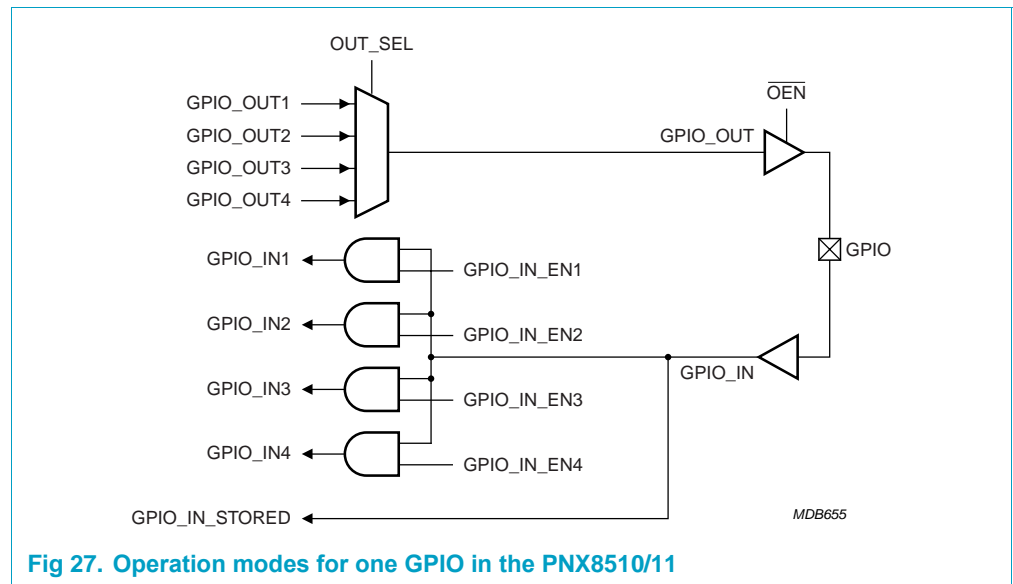 OUT_SEL
OEN
GPIO_OUT1
GPIO_OUT2
GPIO_OUT3
GPIO_OUT4
GPIO_OUT
GPIO
GPIO_IN1
GPIO_IN_EN1
GPIO_IN2
GPIO_IN_EN2
GPIO_IN
GPIO_IN3
GPIO_IN_EN3
GPIO_IN4
GPIO_IN_EN4
GPIO_IN_STORED
MDB655
Fig 27. Operation modes for one GPIO in the PNX8510/11